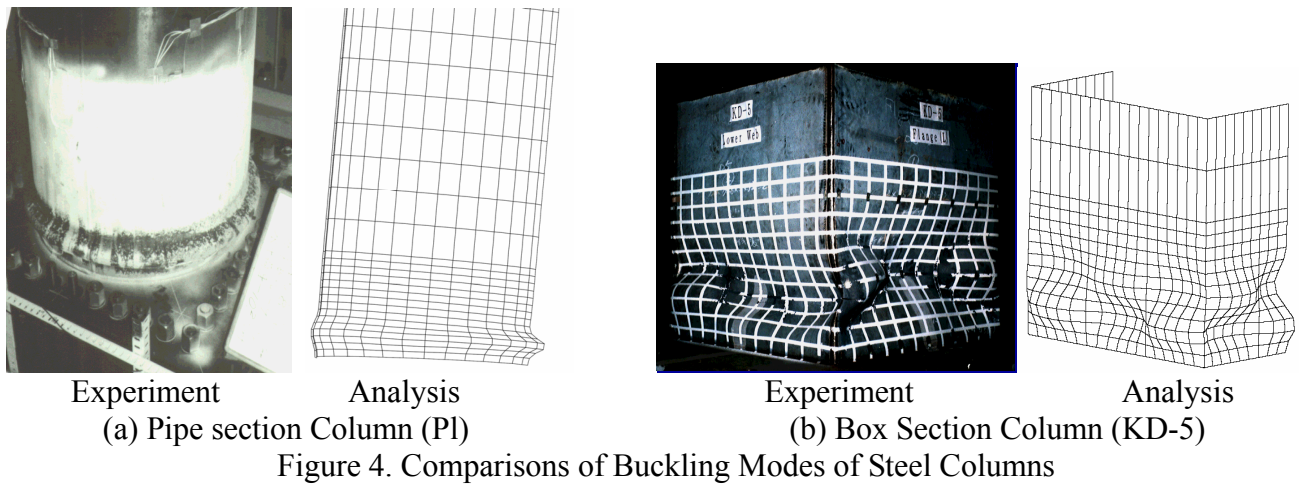 KD-5
Lower Web
KD-5
Flange(L)
Experiment
Analysis
(a) Pipe section Column (Pl)
Experiment
Analysis
(b) Box Section Column (KD-5)
Figure 4. Comparisons of Buckling Modes of Steel Columns